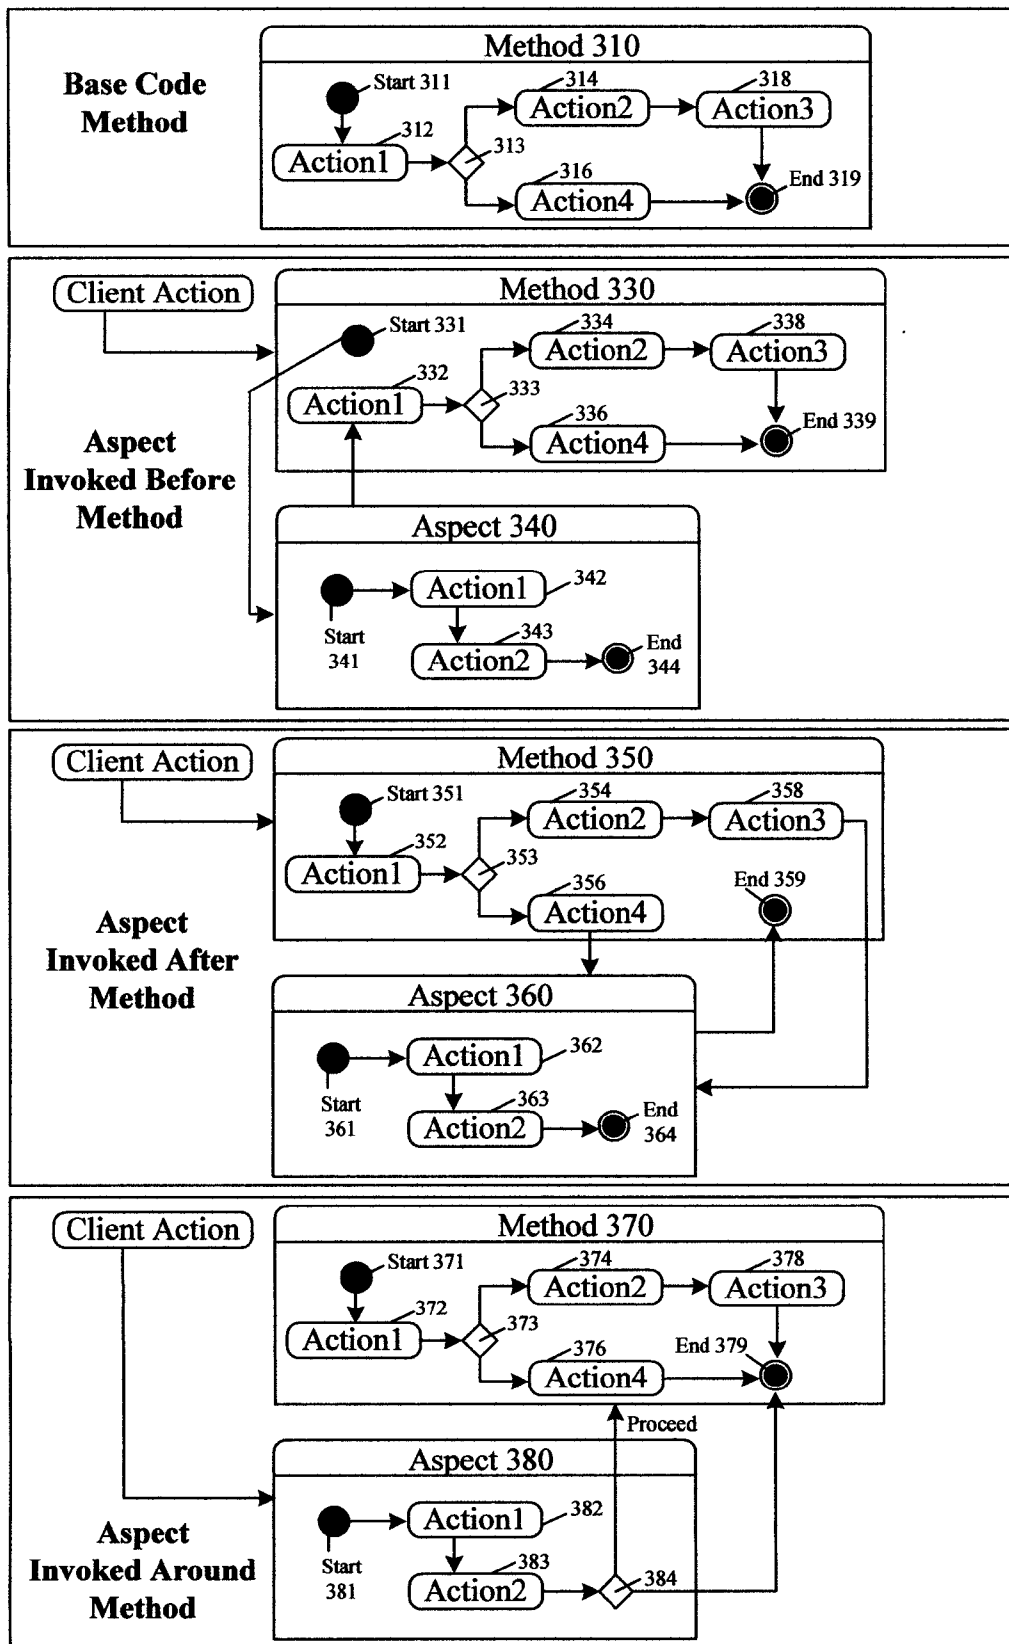 Base Code
Method
Method 310
Start 311
312
Action1
313
314
Action2
318
Action3
316
Action4
End 319
Client Action
Aspect
Invoked Before
Method
Method 330
Start 331
332
Action1
333
334
Action2
338
Action3
336
Action4
End 339
Aspect 340
Start
341
Action1
342
343
Action2
End
344
Client Action
Aspect
Invoked After
Method
Method 350
Start 351
352
Action1
353
354
Action2
358
Action3
356
Action4
End 359
Aspect 360
Start
361
Action1
362
363
Action2
End
364
Client Action
Aspect
Invoked Around
Method
Method 370
Start 371
372
Action1
373
374
Action2
378
Action3
376
Action4
End 379
Proceed
Aspect 380
Start
381
Action1
382
383
Action2
384